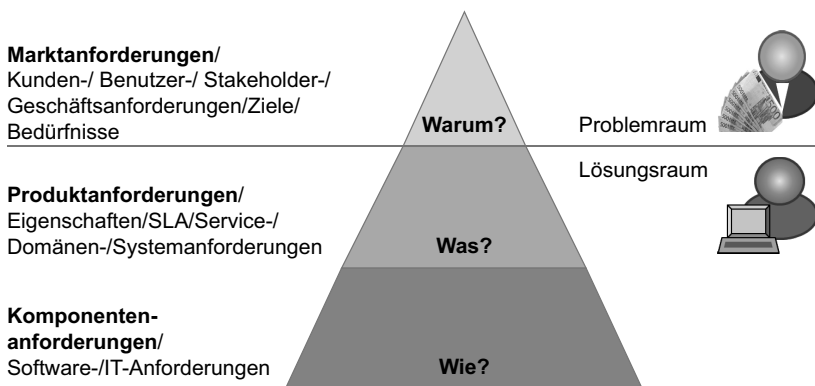 Marktanforderungen/
Kunden-/ Benutzer-/ Stakeholder-/
Geschäftsanforderungen/Ziele/
Bedürfnisse
Warum?
Problemraum
Lösungsraum
Produktanforderungen/
Eigenschaften/SLA/Service-/
Domänen-/Systemanforderungen
Was?
Komponenten-
anforderungen/
Software-/IT-Anforderungen
Wie?